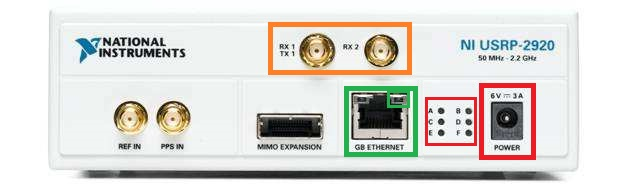 NATIONAL
INSTRUMENTS
RX 1
TX 1
RX 2
NI USRP-2920
50 MHz - 2.2 GHz
REF IN
PPS IN
MIMO EXPANSION
GB ETHERNET
A B
C D
E F
6 V ⎓ 3 A
POWER